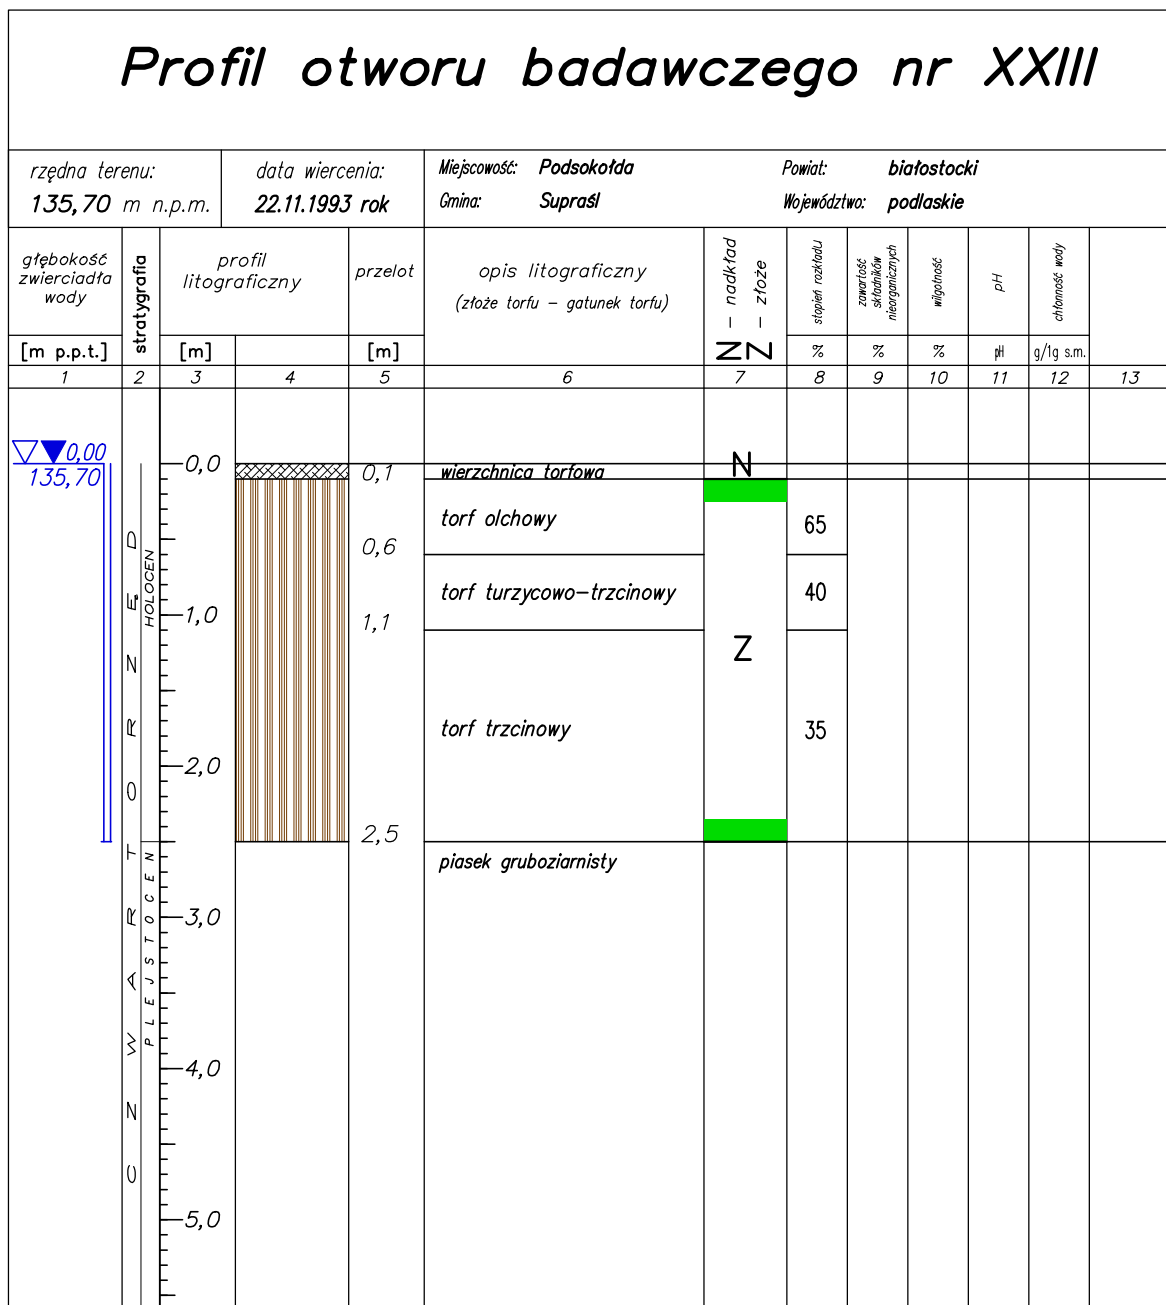 Profil otworu badawczego nr XXIII
rzędna terenu:
135,70 m n.p.m.
data wiercenia:
22.11.1993 rok
Miejscowość: Podsokołda
Powiat: białostocki
Gmina: Supraśl
Województwo: podlaskie
głębokość
zwierciadła
wody
[m p.p.t.]
stratygrafia
profil
litograficzny
[m]
przelot
[m]
opis litograficzny
(złoże torfu – gatunek torfu)
N – nadkład
Z – złoże
stopień rozkładu
%
zawartość
składników
nieorganicznych
%
wilgotność
%
pH
pH
chłonność wody
g/1g s.m.
1 2 3 4 5 6 7 8 9 10 11 12 13
0,00
135,70
0,0
0,1
wierzchnica torfowa
N
torf olchowy
65
0,6
torf turzycowo–trzcinowy
40
1,0
1,1
Z
torf trzcinowy
35
2,0
2,5
piasek gruboziarnisty
3,0
4,0
5,0
CZWARTORZĘD
HOLOCEN
PLEJSTOCEN